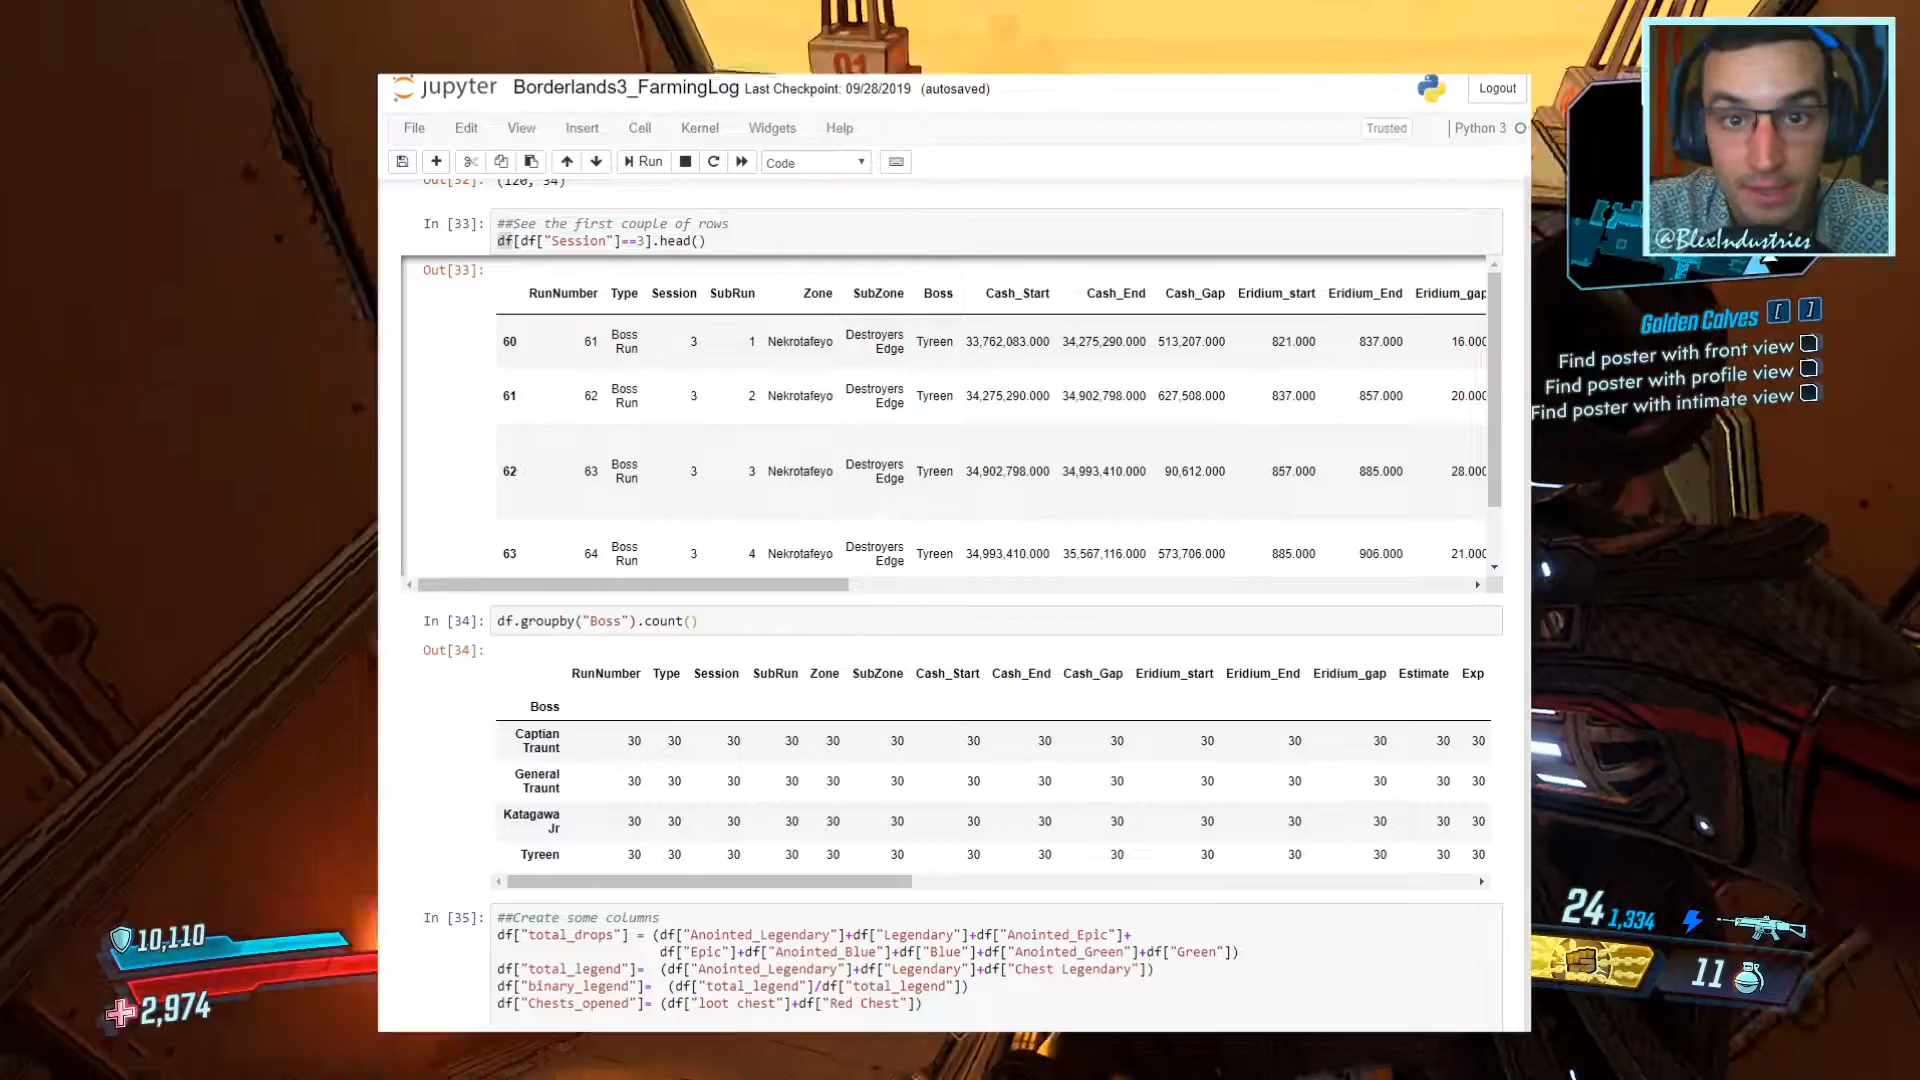 01
jupyter Borderlands3_FarmingLog Last Checkpoint: 09/28/2019 (autosaved)
Logout
File Edit View Insert Cell Kernel Widgets Help
Trusted Python 3
Run Code
Out[32]: (120, 34)
In [33]: ##See the first couple of rows
df[df["Session"]==3].head()
Out[33]:
RunNumber Type Session SubRun Zone SubZone Boss Cash_Start Cash_End Cash_Gap Eridium_start Eridium_End Eridium_gap
60 61 Boss Run 3 1 Nekrotafeyo Destroyers Edge Tyreen 33,762,083.000 34,275,290.000 513,207.000 821.000 837.000 16.000
61 62 Boss Run 3 2 Nekrotafeyo Destroyers Edge Tyreen 34,275,290.000 34,902,798.000 627,508.000 837.000 857.000 20.000
62 63 Boss Run 3 3 Nekrotafeyo Destroyers Edge Tyreen 34,902,798.000 34,993,410.000 90,612.000 857.000 885.000 28.000
63 64 Boss Run 3 4 Nekrotafeyo Destroyers Edge Tyreen 34,993,410.000 35,567,116.000 573,706.000 885.000 906.000 21.000
In [34]: df.groupby("Boss").count()
Out[34]:
RunNumber Type Session SubRun Zone SubZone Cash_Start Cash_End Cash_Gap Eridium_start Eridium_End Eridium_gap Estimate Exp
Boss
Captian Traunt 30 30 30 30 30 30 30 30 30 30 30 30 30 30
General Traunt 30 30 30 30 30 30 30 30 30 30 30 30 30 30
Katagawa Jr 30 30 30 30 30 30 30 30 30 30 30 30 30 30
Tyreen 30 30 30 30 30 30 30 30 30 30 30 30 30 30
In [35]: ##Create some columns
df["total_drops"] = (df["Anointed_Legendary"]+df["Legendary"]+df["Anointed_Epic"]+
df["Epic"]+df["Anointed_Blue"]+df["Blue"]+df["Anointed_Green"]+df["Green"])
df["total_legend"]= (df["Anointed_Legendary"]+df["Legendary"]+df["Chest Legendary"])
df["binary_legend"]= (df["total_legend"]/df["total_legend"])
df["Chests_opened"]= (df["loot chest"]+df["Red Chest"])
@BlexIndustries
Golden Calves [ ]
Find poster with front view
Find poster with profile view
Find poster with intimate view
10,110
2,974
24 1,334
11